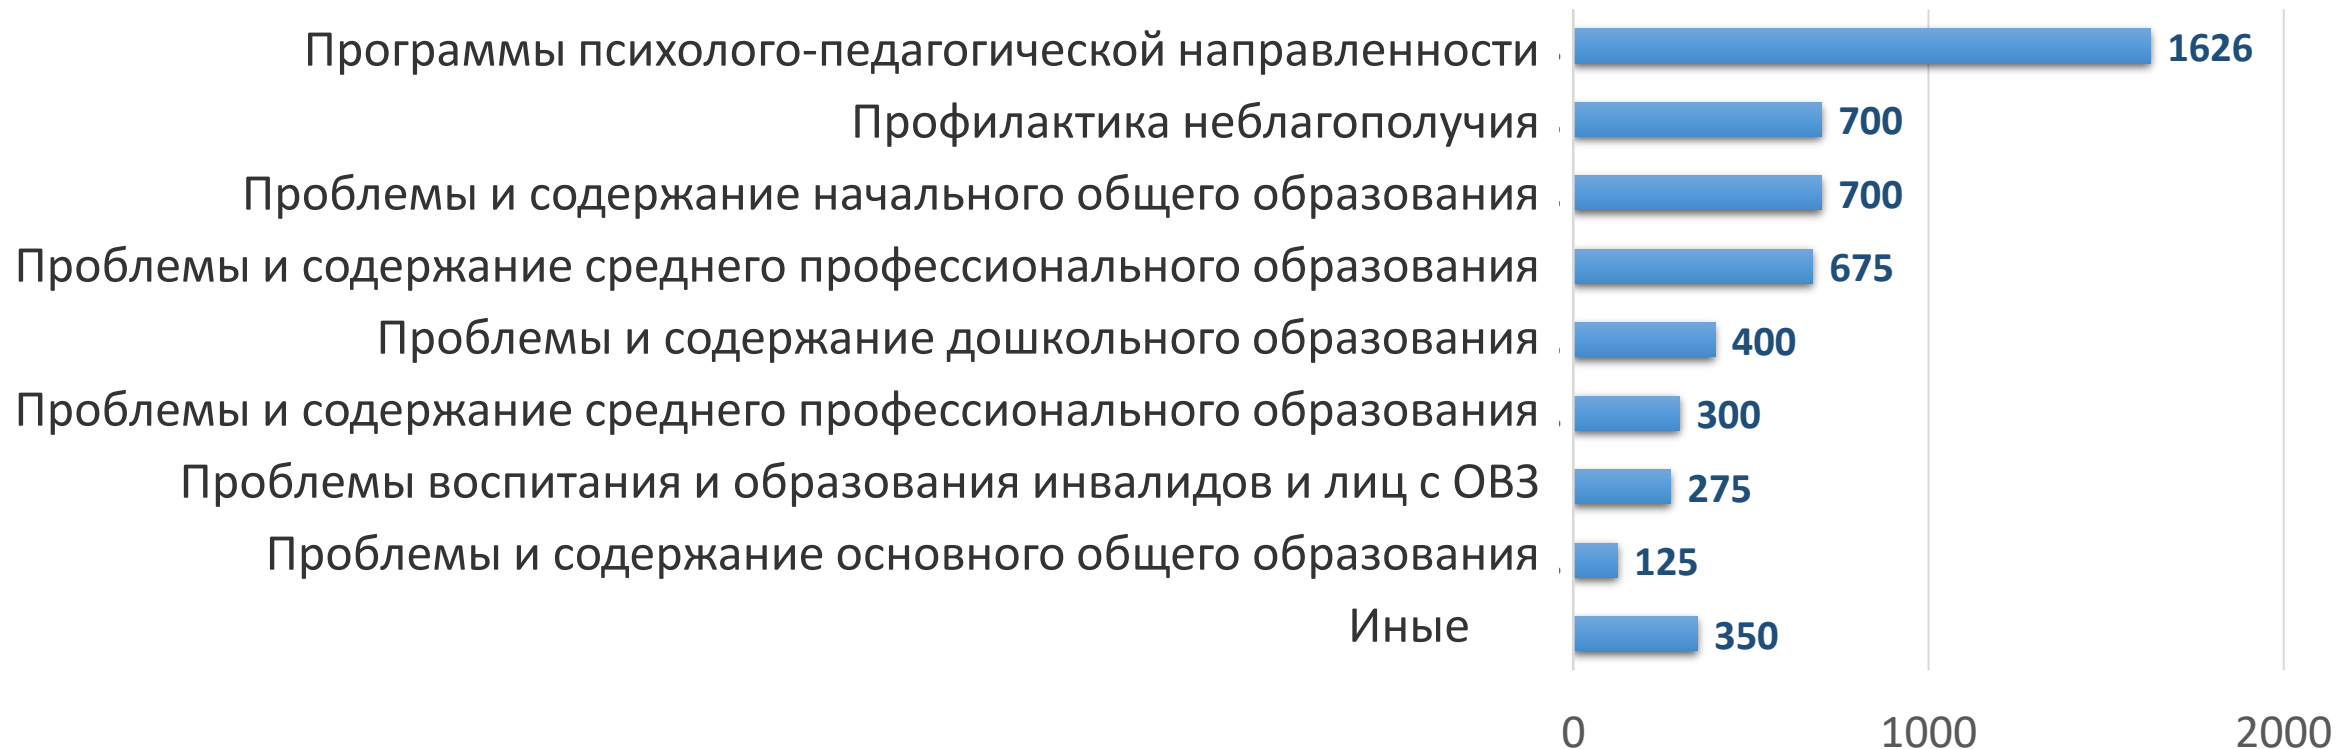 Программы психолого-педагогической направленности 1626
Профилактика неблагополучия 700
Проблемы и содержание начального общего образования 700
Проблемы и содержание среднего профессионального образования 675
Проблемы и содержание дошкольного образования 400
Проблемы и содержание среднего профессионального образования 300
Проблемы воспитания и образования инвалидов и лиц с ОВЗ 275
Проблемы и содержание основного общего образования 125
Иные 350
0 1000 2000